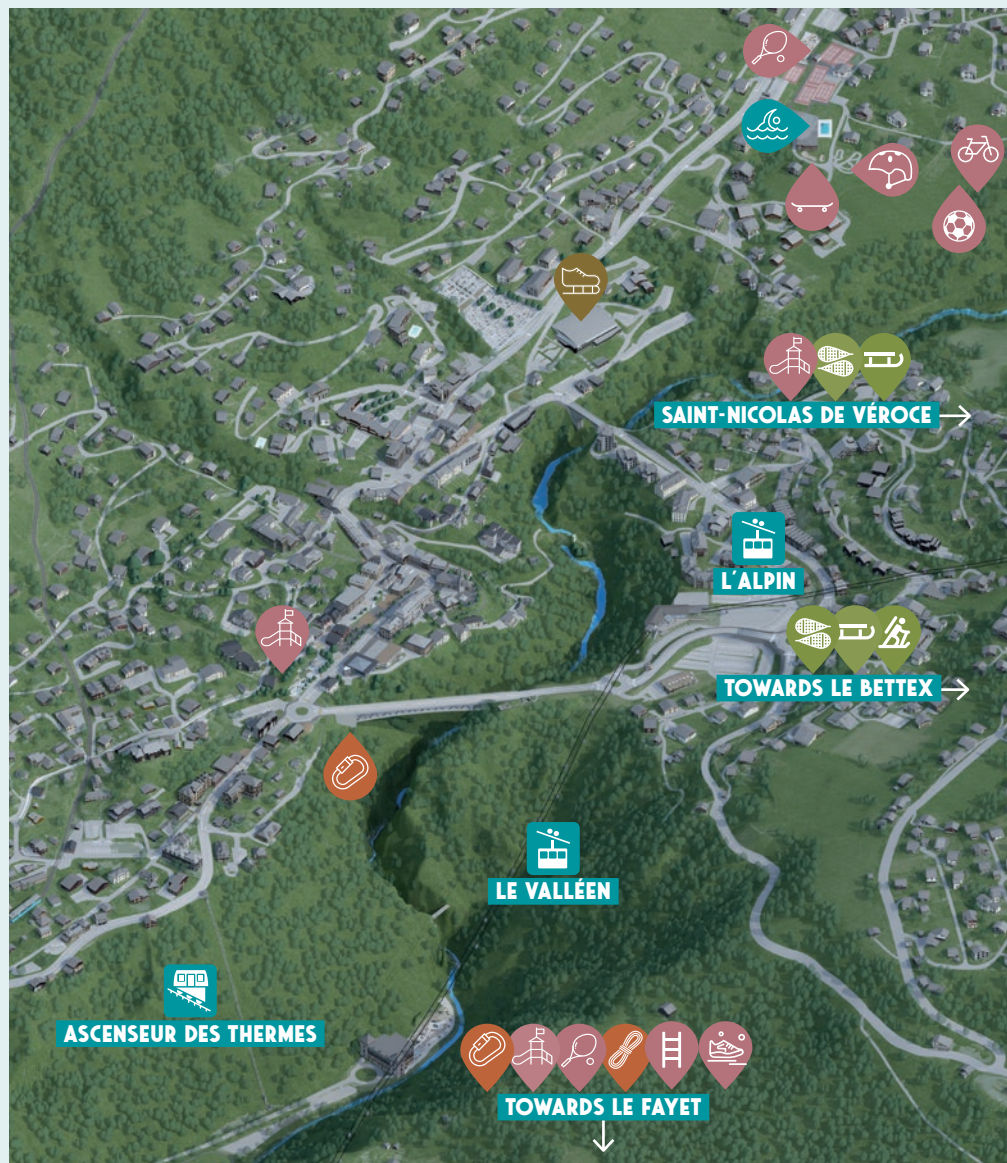 SAINT-NICOLAS DE VÉROCE
L'ALPIN
TOWARDS LE BETTEX
LE VALLÉEN
ASCENSEUR DES THERMES
TOWARDS LE FAYET